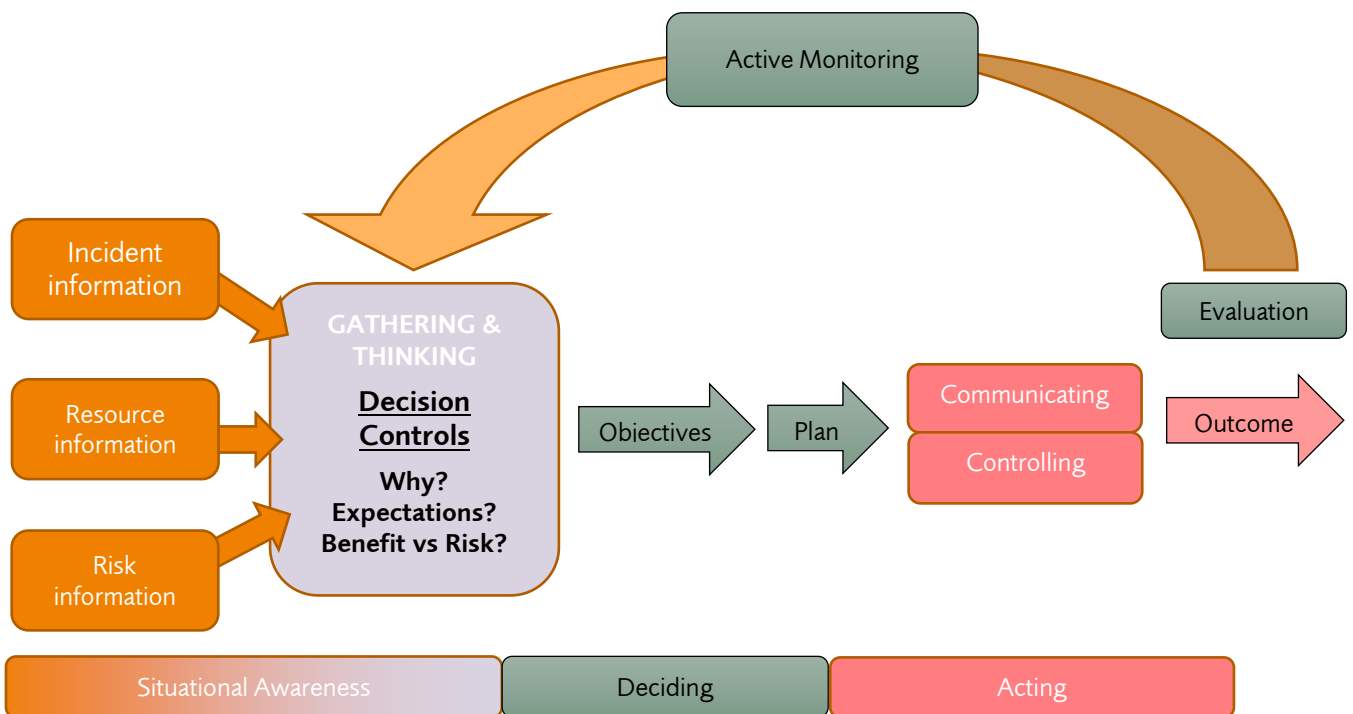 Active Monitoring
Incident
information
Resource
information
Risk
information
GATHERING &
THINKING
Decision
Controls
Why?
Expectations?
Benefit vs Risk?
Objectives
Plan
Communicating
Controlling
Evaluation
Outcome
Situational Awareness
Deciding
Acting